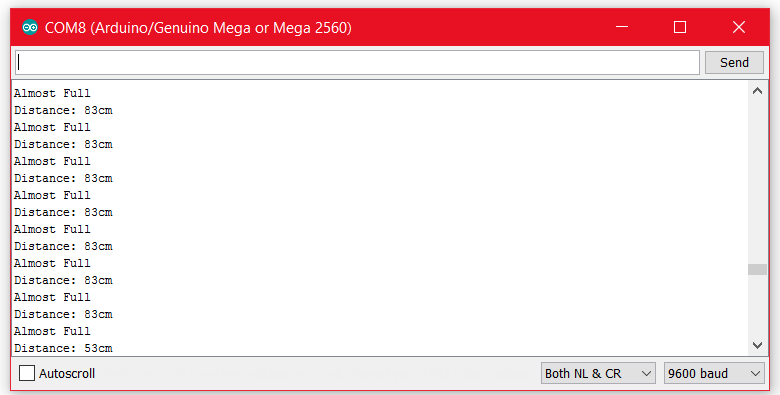 COM8 (Arduino/Genuino Mega or Mega 2560)
Send
Almost Full
Distance: 83cm
Almost Full
Distance: 83cm
Almost Full
Distance: 83cm
Almost Full
Distance: 83cm
Almost Full
Distance: 83cm
Almost Full
Distance: 83cm
Almost Full
Distance: 83cm
Almost Full
Distance: 53cm
Autoscroll
Both NL & CR
9600 baud